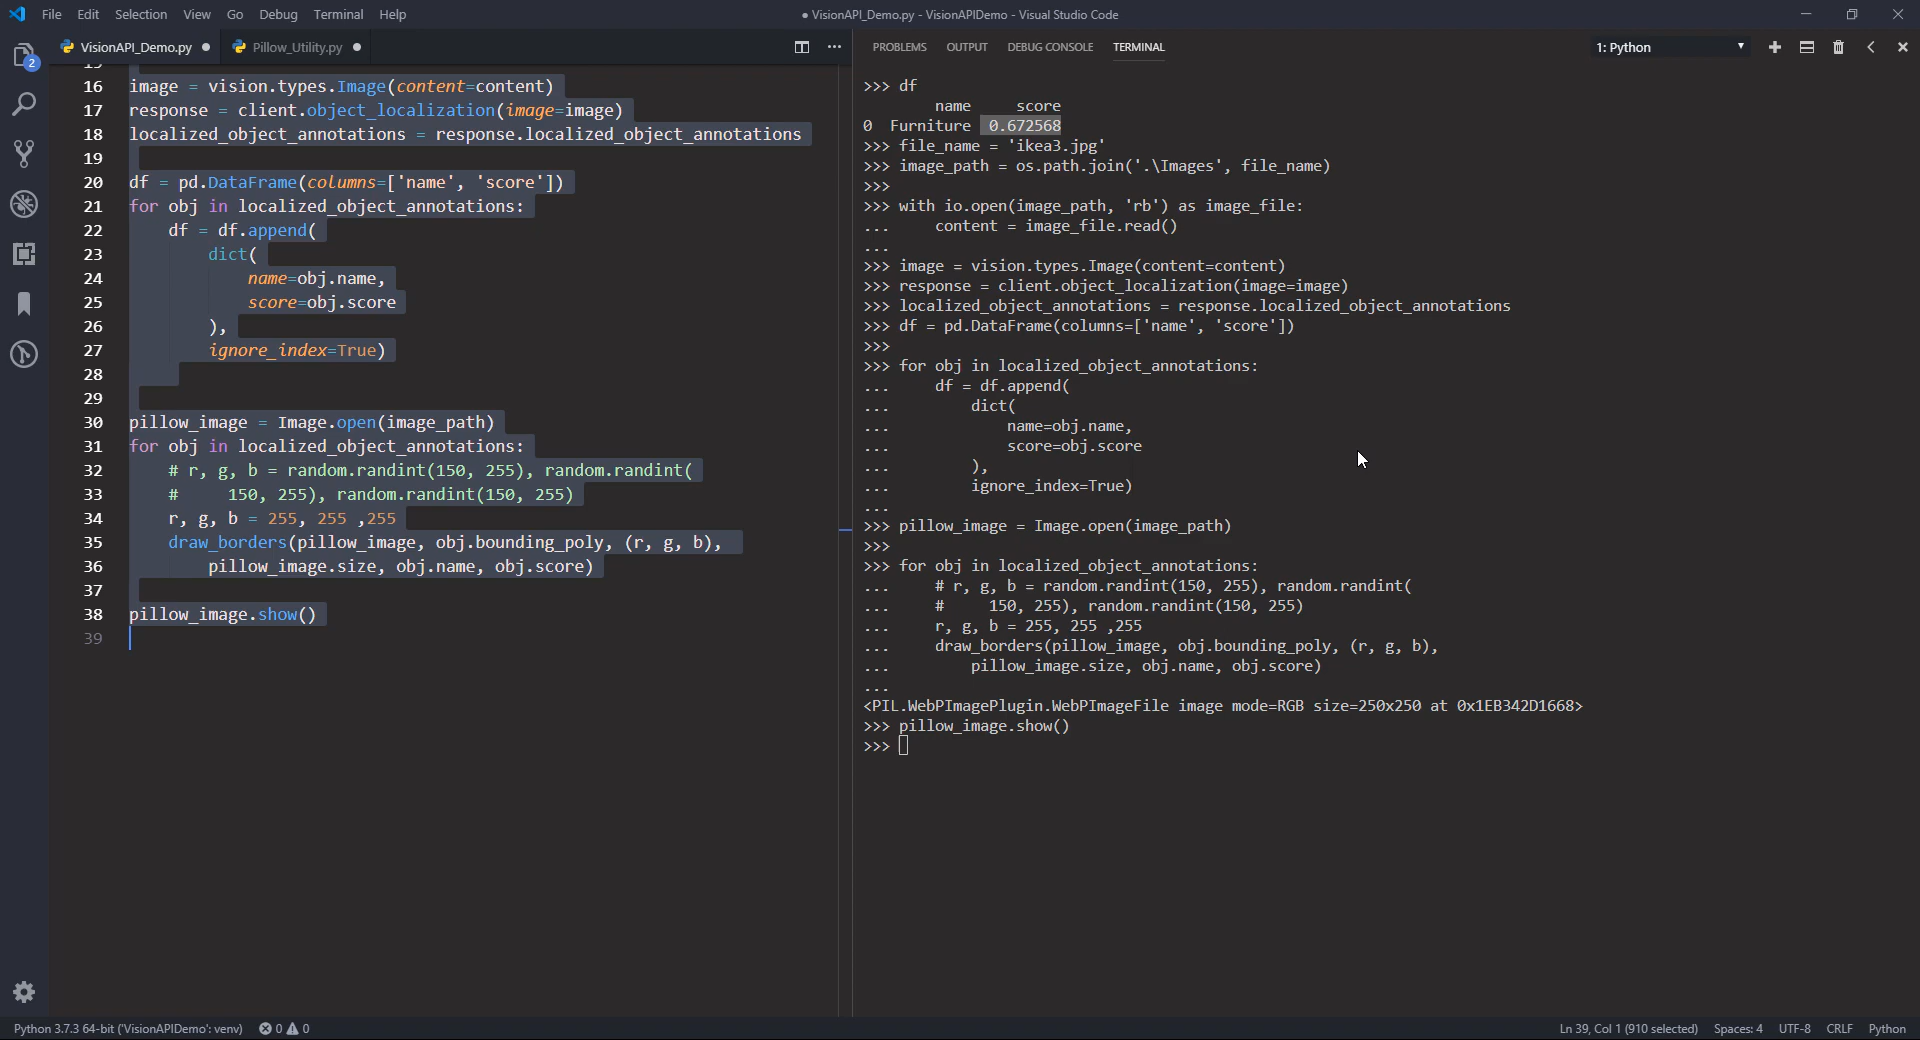 File Edit Selection View Go Debug Terminal Help
● VisionAPI_Demo.py - VisionAPIDemo - Visual Studio Code
VisionAPI_Demo.py ●
Pillow_Utility.py ●
2
15
16 image = vision.types.Image(content=content)
17 response = client.object_localization(image=image)
18 localized_object_annotations = response.localized_object_annotations
19
20 df = pd.DataFrame(columns=['name', 'score'])
21 for obj in localized_object_annotations:
22     df = df.append(
23         dict(
24             name=obj.name,
25             score=obj.score
26         ),
27         ignore_index=True)
28
29
30 pillow_image = Image.open(image_path)
31 for obj in localized_object_annotations:
32     # r, g, b = random.randint(150, 255), random.randint(
33     #     150, 255), random.randint(150, 255)
34     r, g, b = 255, 255 ,255
35     draw_borders(pillow_image, obj.bounding_poly, (r, g, b),
36         pillow_image.size, obj.name, obj.score)
37
38 pillow_image.show()
39
PROBLEMS OUTPUT DEBUG CONSOLE TERMINAL
1: Python
>>> df
        name     score
0  Furniture  0.672568
>>> file_name = 'ikea3.jpg'
>>> image_path = os.path.join('.\Images', file_name)
>>>
>>> with io.open(image_path, 'rb') as image_file:
...     content = image_file.read()
...
>>> image = vision.types.Image(content=content)
>>> response = client.object_localization(image=image)
>>> localized_object_annotations = response.localized_object_annotations
>>> df = pd.DataFrame(columns=['name', 'score'])
>>>
>>> for obj in localized_object_annotations:
...     df = df.append(
...         dict(
...             name=obj.name,
...             score=obj.score
...         ),
...         ignore_index=True)
...
>>> pillow_image = Image.open(image_path)
>>>
>>> for obj in localized_object_annotations:
...     # r, g, b = random.randint(150, 255), random.randint(
...     #     150, 255), random.randint(150, 255)
...     r, g, b = 255, 255 ,255
...     draw_borders(pillow_image, obj.bounding_poly, (r, g, b),
...         pillow_image.size, obj.name, obj.score)
...
<PIL.WebPImagePlugin.WebPImageFile image mode=RGB size=250x250 at 0x1EB342D1668>
>>> pillow_image.show()
>>>
Python 3.7.3 64-bit ('VisionAPIDemo': venv) 0 0
Ln 39, Col 1 (910 selected) Spaces: 4 UTF-8 CRLF Python